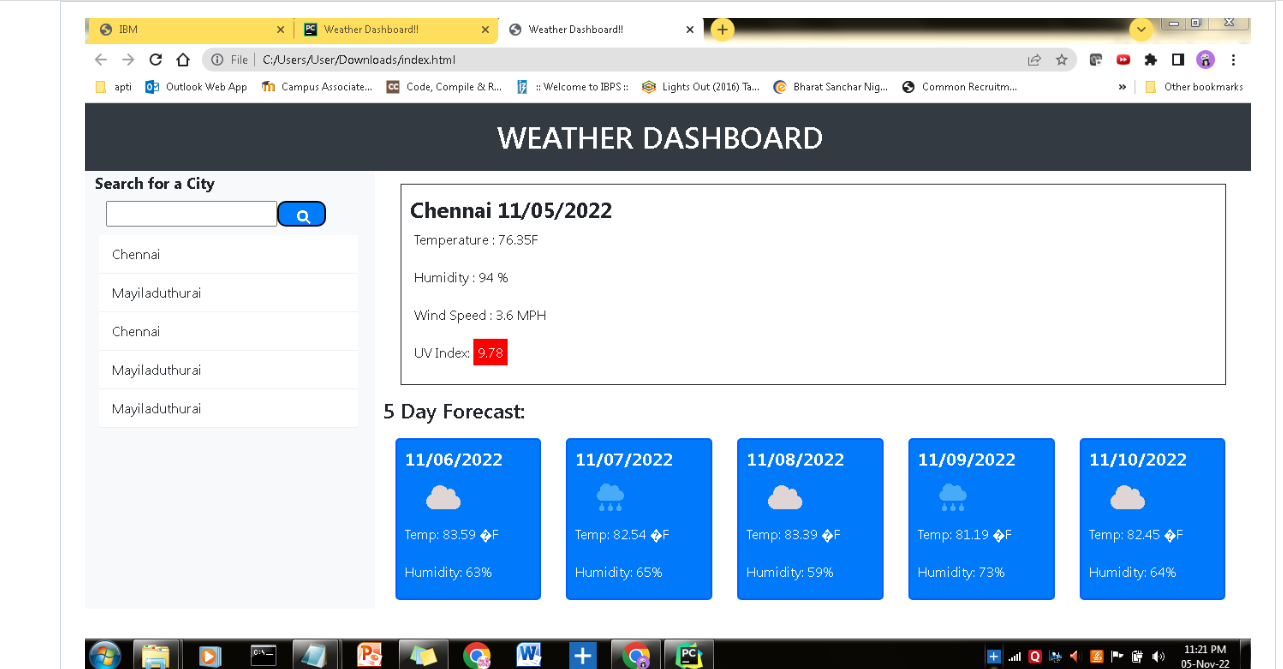 IBM
Weather Dashboard!!
Weather Dashboard!!
File
C:/Users/User/Downloads/index.html
apti
Outlook Web App
Campus Associate...
Code, Compile & R...
:: Welcome to IBPS ::
Lights Out (2016) Ta...
Bharat Sanchar Nig...
Common Recruitm...
»
Other bookmarks
WEATHER DASHBOARD
Search for a City
Chennai
Mayiladuthurai
Chennai
Mayiladuthurai
Mayiladuthurai
Chennai 11/05/2022
Temperature : 76.35F
Humidity : 94 %
Wind Speed : 3.6 MPH
UV Index: 9.78
5 Day Forecast:
11/06/2022
Temp: 83.59 �F
Humidity: 63%
11/07/2022
Temp: 82.54 �F
Humidity: 65%
11/08/2022
Temp: 83.39 �F
Humidity: 59%
11/09/2022
Temp: 81.19 �F
Humidity: 73%
11/10/2022
Temp: 82.45 �F
Humidity: 64%
11:21 PM
05-Nov-22